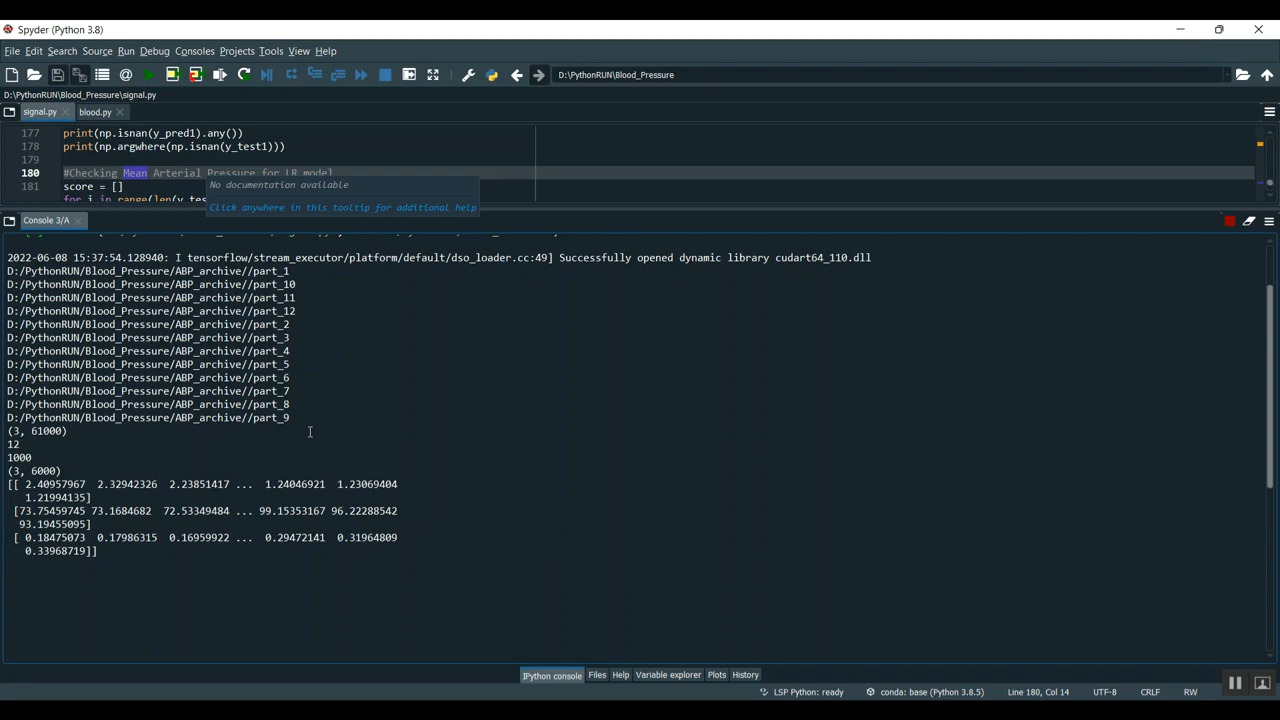 Spyder (Python 3.8)
File Edit Search Source Run Debug Consoles Projects Tools View Help
D:\PythonRUN\Blood_Pressure
D:\PythonRUN\Blood_Pressure\signal.py
signal.py blood.py
177 print(np.isnan(y_pred1).any())
178 print(np.argwhere(np.isnan(y_test1)))
179
180 #Checking Mean Arterial Pressure for LR model
No documentation available
181 score = []
for i in range(len(y_tes
Click anywhere in this tooltip for additional help
Console 3/A
2022-06-08 15:37:54.128940: I tensorflow/stream_executor/platform/default/dso_loader.cc:49] Successfully opened dynamic library cudart64_110.dll
D:/PythonRUN/Blood_Pressure/ABP_archive//part_1
D:/PythonRUN/Blood_Pressure/ABP_archive//part_10
D:/PythonRUN/Blood_Pressure/ABP_archive//part_11
D:/PythonRUN/Blood_Pressure/ABP_archive//part_12
D:/PythonRUN/Blood_Pressure/ABP_archive//part_2
D:/PythonRUN/Blood_Pressure/ABP_archive//part_3
D:/PythonRUN/Blood_Pressure/ABP_archive//part_4
D:/PythonRUN/Blood_Pressure/ABP_archive//part_5
D:/PythonRUN/Blood_Pressure/ABP_archive//part_6
D:/PythonRUN/Blood_Pressure/ABP_archive//part_7
D:/PythonRUN/Blood_Pressure/ABP_archive//part_8
D:/PythonRUN/Blood_Pressure/ABP_archive//part_9
(3, 61000)
12
1000
(3, 6000)
[[ 2.40957967 2.32942326 2.23851417 ... 1.24046921 1.23069404
1.21994135]
[73.75459745 73.1684682 72.53349484 ... 99.15353167 96.22288542
93.19455095]
[ 0.18475073 0.17986315 0.16959922 ... 0.29472141 0.31964809
0.33968719]]
IPython console Files Help Variable explorer Plots History
LSP Python: ready conda: base (Python 3.8.5) Line 180, Col 14 UTF-8 CRLF RW